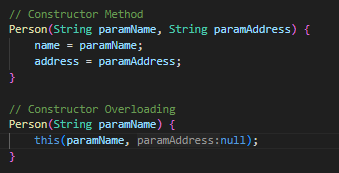 // Constructor Method
Person(String paramName, String paramAddress) {
name = paramName;
address = paramAddress;
}
// Constructor Overloading
Person(String paramName) {
this(paramName, paramAddress:null);
}